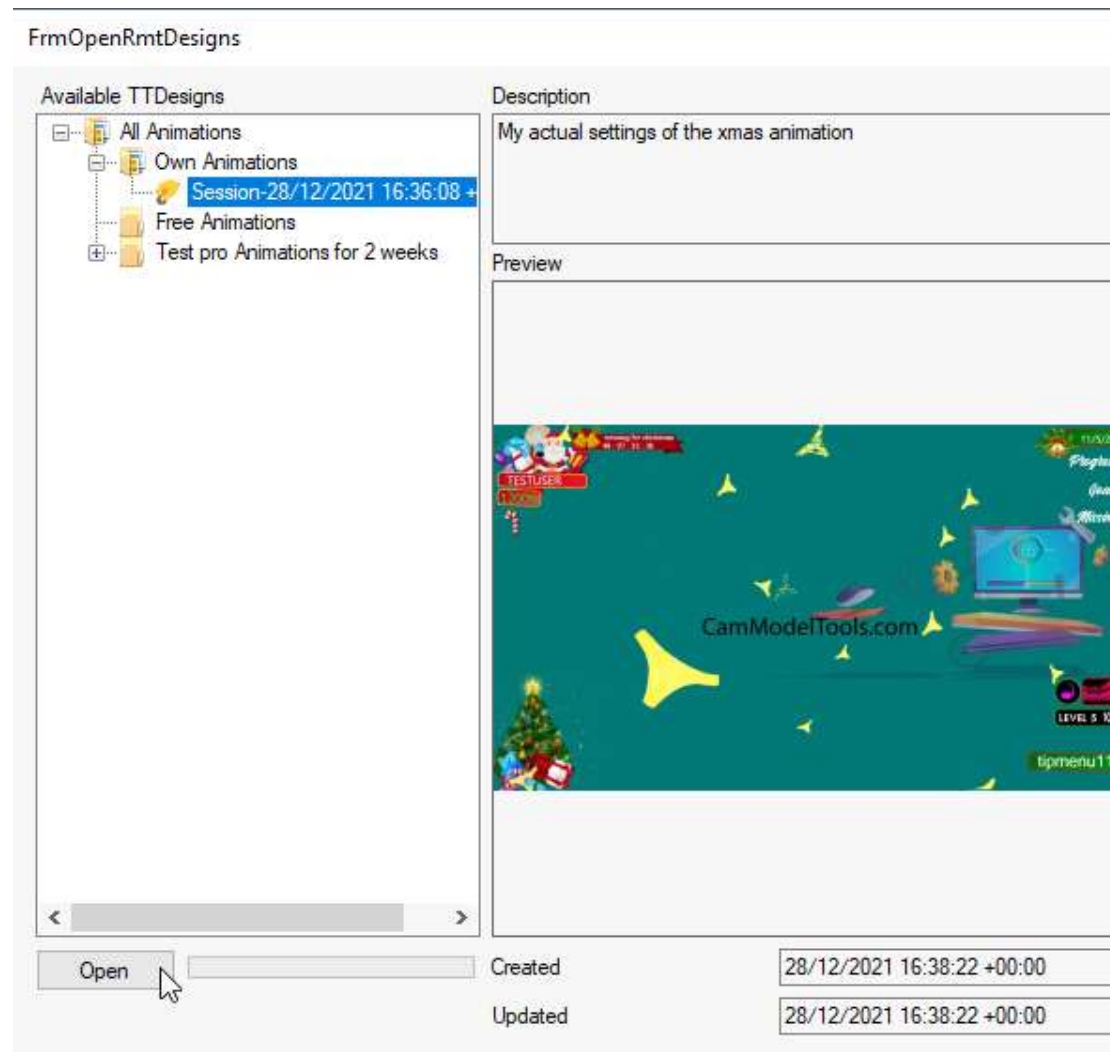 FrmOpenRmtDesigns
Available TTDesigns
All Animations
Own Animations
Session-28/12/2021 16:36:08 +
Free Animations
Test pro Animations for 2 weeks
Open
Description
My actual settings of the xmas animation
Preview
TESTUSER
CamModelTools.com
LEVEL 5
tipmenu11
Created
28/12/2021 16:38:22 +00:00
Updated
28/12/2021 16:38:22 +00:00